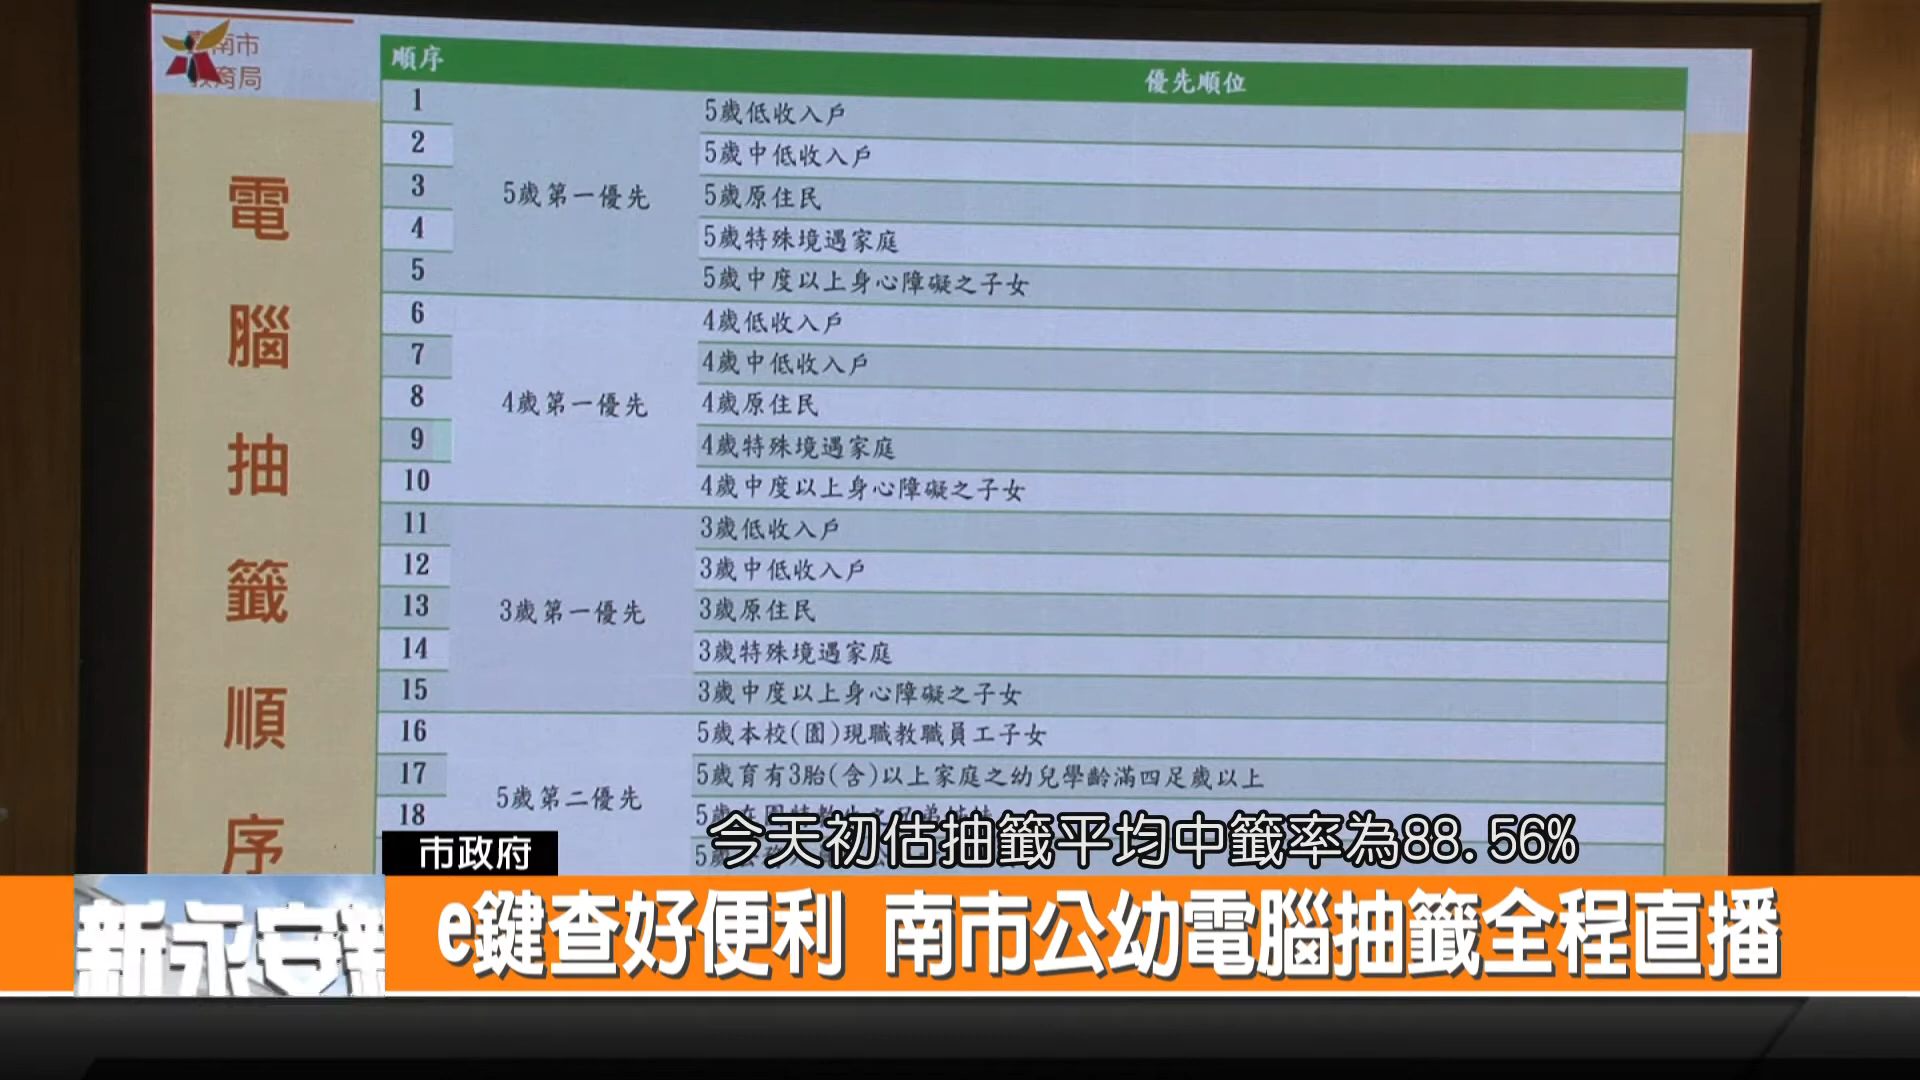 南市
教育局
電腦抽籤順序
順序 優先順位
5歲第一優先
1 5歲低收入戶
2 5歲中低收入戶
3 5歲原住民
4 5歲特殊境遇家庭
5 5歲中度以上身心障礙之子女
4歲第一優先
6 4歲低收入戶
7 4歲中低收入戶
8 4歲原住民
9 4歲特殊境遇家庭
10 4歲中度以上身心障礙之子女
3歲第一優先
11 3歲低收入戶
12 3歲中低收入戶
13 3歲原住民
14 3歲特殊境遇家庭
15 3歲中度以上身心障礙之子女
5歲第二優先
16 5歲本校(園)現職教職員工子女
17 5歲育有3胎(含)以上家庭之幼兒學齡滿四足歲以上
18 5歲
5歲
今天初估抽籤平均中籤率為88.56%
市政府
新永安新
e鍵查好便利 南市公幼電腦抽籤全程直播